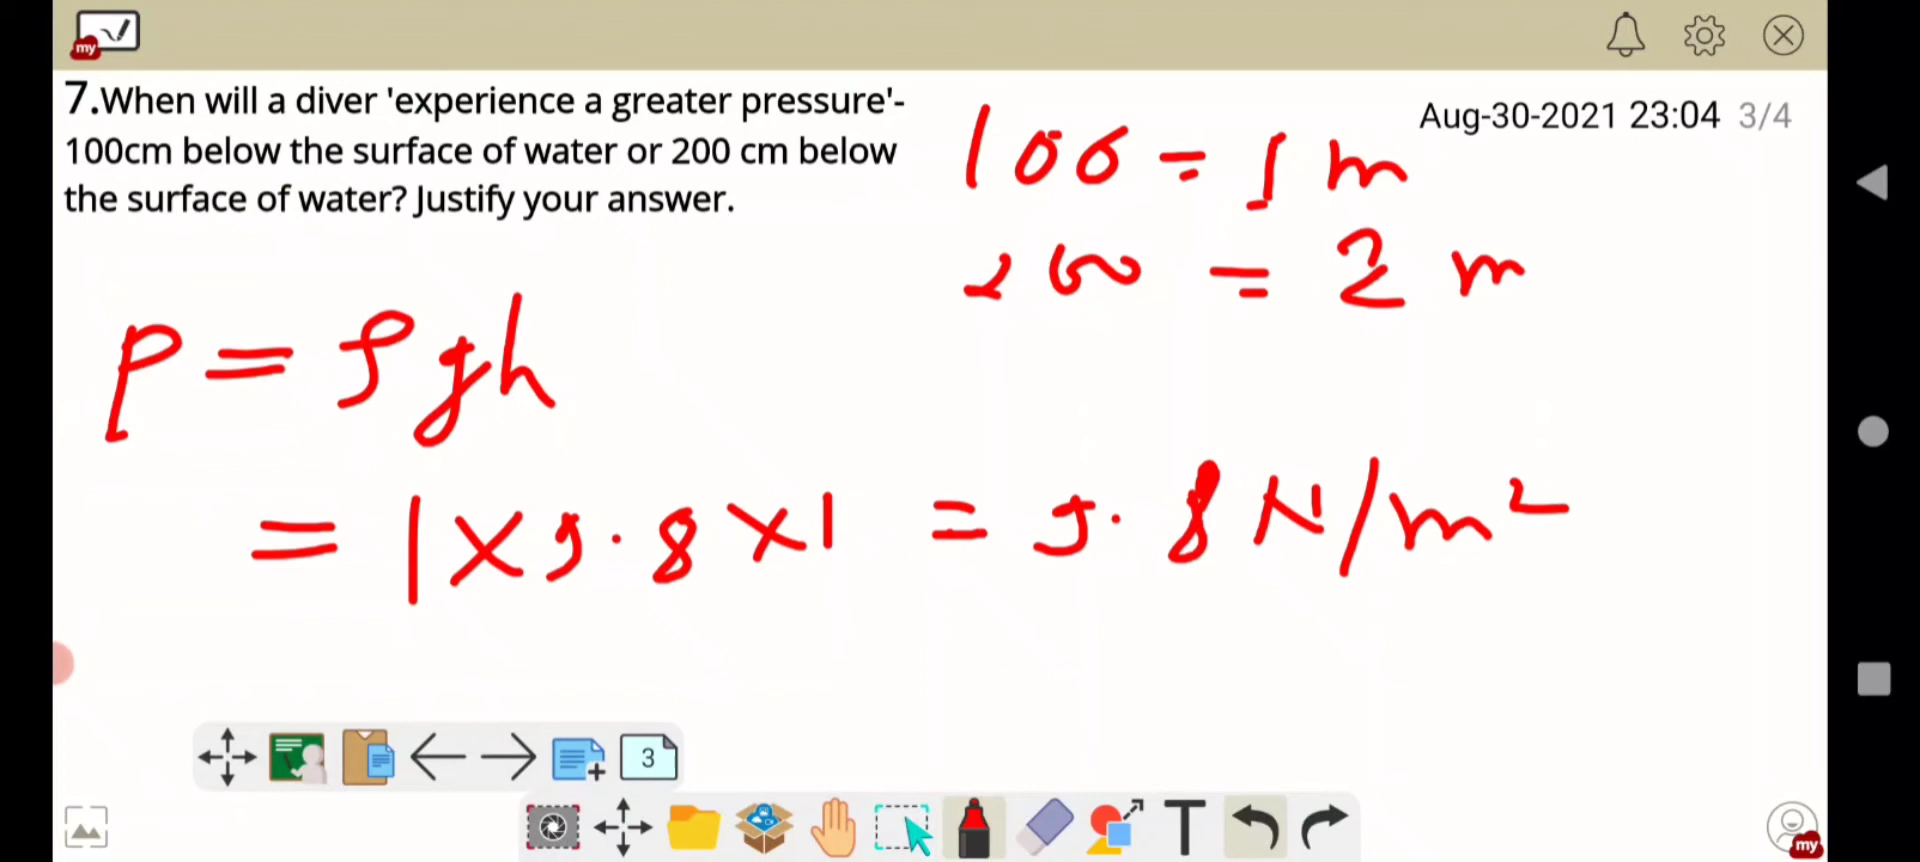 my
7.When will a diver 'experience a greater pressure'-
100cm below the surface of water or 200 cm below
the surface of water? Justify your answer.
Aug-30-2021 23:04 3/4
100 = 1 m
200 = 2 m
P = ρgh
= 1 × 9.8 × 1 = 9.8 N/m²
3
T
my